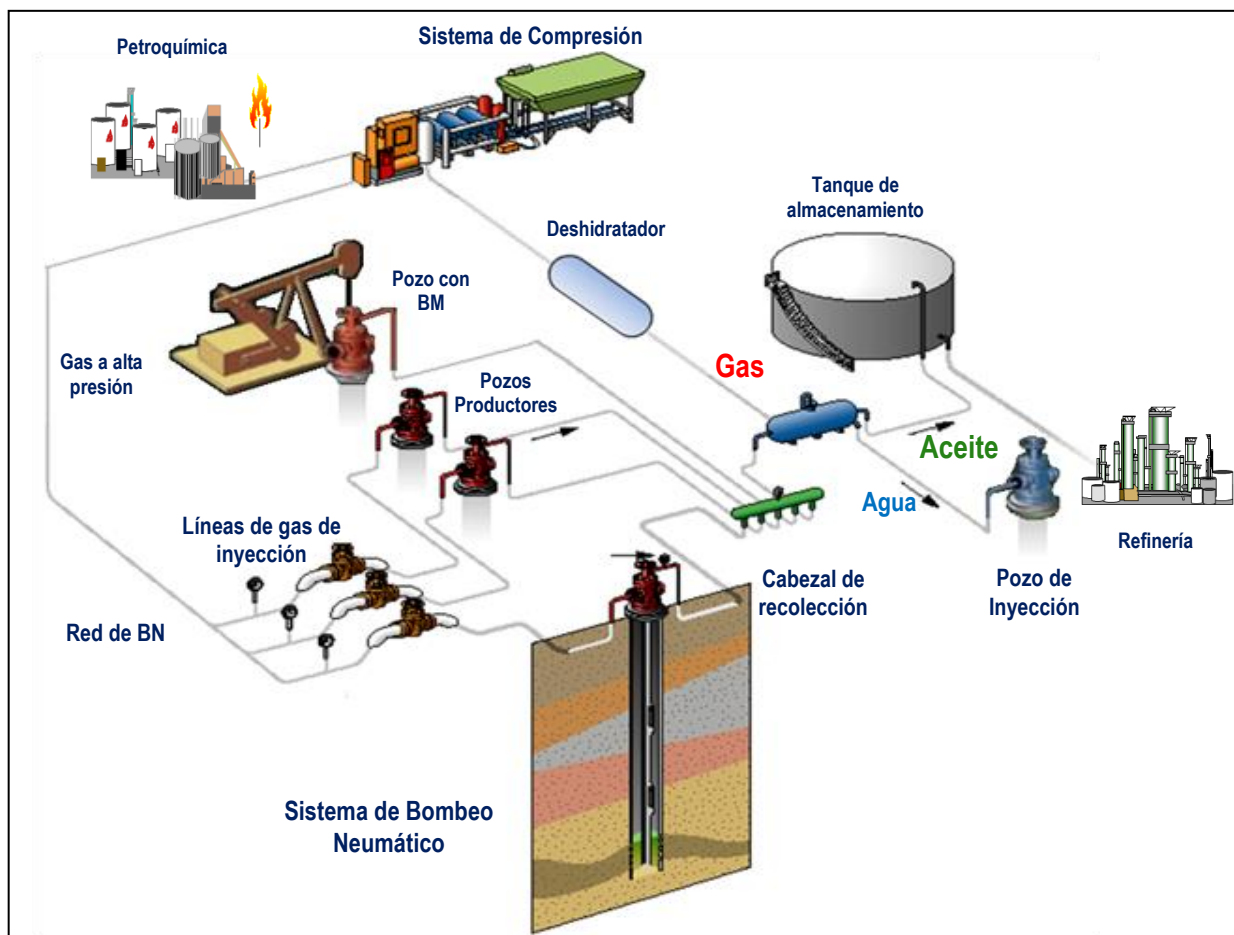 Petroquímica
Sistema de Compresión
Tanque de
almacenamiento
Deshidratador
Pozo con
BM
Gas a alta
presión
Gas
Pozos
Productores
Aceite
Agua
Líneas de gas de
inyección
Refinería
Cabezal de
recolección
Pozo de
Inyección
Red de BN
Sistema de Bombeo
Neumático